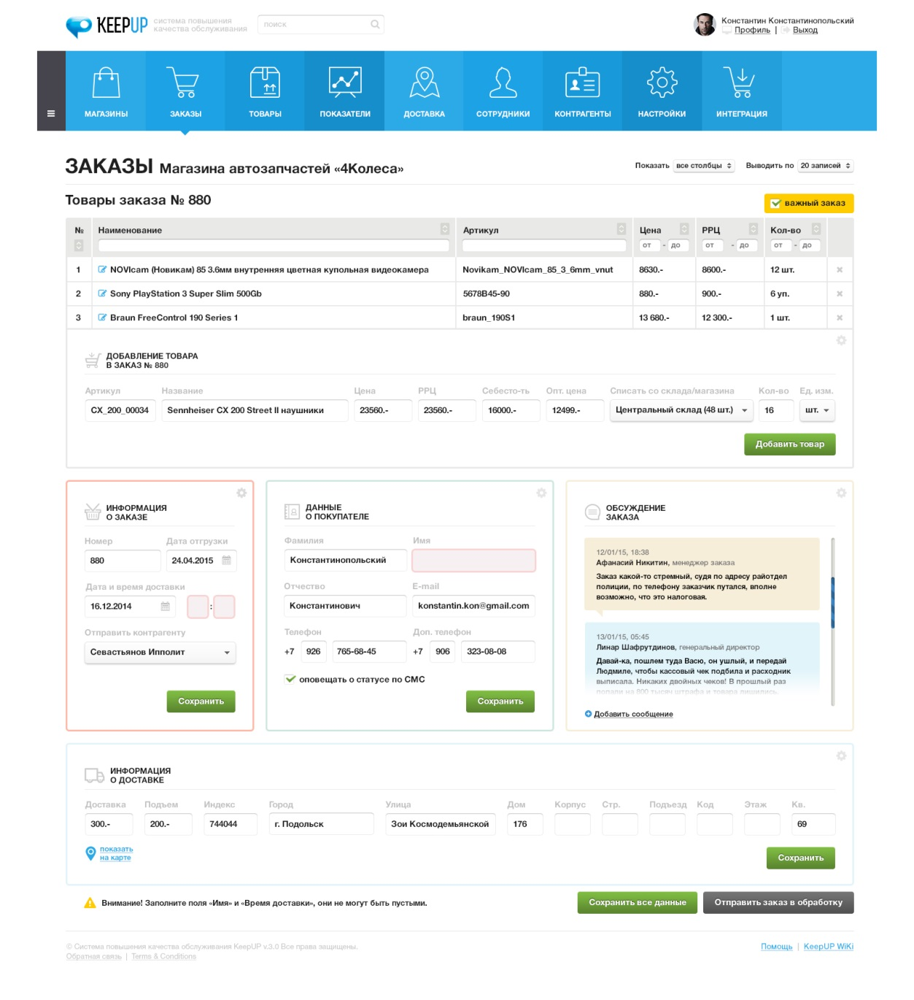 KEEPUP система повышения
качества обслуживания
поиск
Константин Константинопольский
Профиль | Выход
МАГАЗИНЫ ЗАКАЗЫ ТОВАРЫ ПОКАЗАТЕЛИ ДОСТАВКА СОТРУДНИКИ КОНТРАГЕНТЫ НАСТРОЙКИ ИНТЕГРАЦИЯ
ЗАКАЗЫ Магазина автозапчастей «4Колеса»
Показать все столбцы Выводить по 20 записей
Товары заказа № 880
важный заказ
№ Наименование Артикул Цена РРЦ Кол-во
от - до от - до от - до
1 NOVIcam (Новикам) 85 3.6мм внутренняя цветная купольная видеокамера Novikam_NOVIcam_85_3_6mm_vnut 8630.- 8600.- 12 шт.
2 Sony PlayStation 3 Super Slim 500Gb 5678B45-90 880.- 900.- 6 уп.
3 Braun FreeControl 190 Series 1 braun_190S1 13 680.- 12 300.- 1 шт.
ДОБАВЛЕНИЕ ТОВАРА
В ЗАКАЗ № 880
Артикул Название Цена РРЦ Себесто-ть Опт. цена Списать со склада/магазина Кол-во Ед. изм.
CX_200_00034 Sennheiser CX 200 Street II наушники 23560.- 23560.- 16000.- 12499.- Центральный склад (48 шт.) 16 шт.
Добавить товар
ИНФОРМАЦИЯ
О ЗАКАЗЕ
Номер Дата отгрузки
880 24.04.2015
Дата и время доставки
16.12.2014 :
Отправить контрагенту
Севастьянов Ипполит
Сохранить
ДАННЫЕ
О ПОКУПАТЕЛЕ
Фамилия Имя
Константинопольский
Отчество E-mail
Константинович konstantin.kon@gmail.com
Телефон Доп. телефон
+7 926 765-68-45 +7 906 323-08-08
оповещать о статусе по СМС
Сохранить
ОБСУЖДЕНИЕ
ЗАКАЗА
12/01/15, 18:38
Афанасий Никитин, менеджер заказа
Заказ какой-то стремный, судя по адресу райотдел
полиции, по телефону заказчик путался, вполне
возможно, что это налоговая.
13/01/15, 05:45
Линар Шафрутдинов, генеральный директор
Давай-ка, пошлем туда Васю, он ушлый, и передай
Людмиле, чтобы кассовый чек подбила и расходник
выписала. Никаких двойных чеков! В прошлый раз
попали на 800 тысяч штрафа и товара лишились.
Добавить сообщение
ИНФОРМАЦИЯ
О ДОСТАВКЕ
Доставка Подъем Индекс Город Улица Дом Корпус Стр. Подъезд Код Этаж Кв.
300.- 200.- 744044 г. Подольск Зои Космодемьянской 176 69
показать
на карте
Сохранить
Внимание! Заполните поля «Имя» и «Время доставки», они не могут быть пустыми.
Сохранить все данные Отправить заказ в обработку
© Система повышения качества обслуживания KeepUP v.3.0 Все права защищены.
Обратная связь | Terms & Conditions
Помощь | KeepUP WiKi